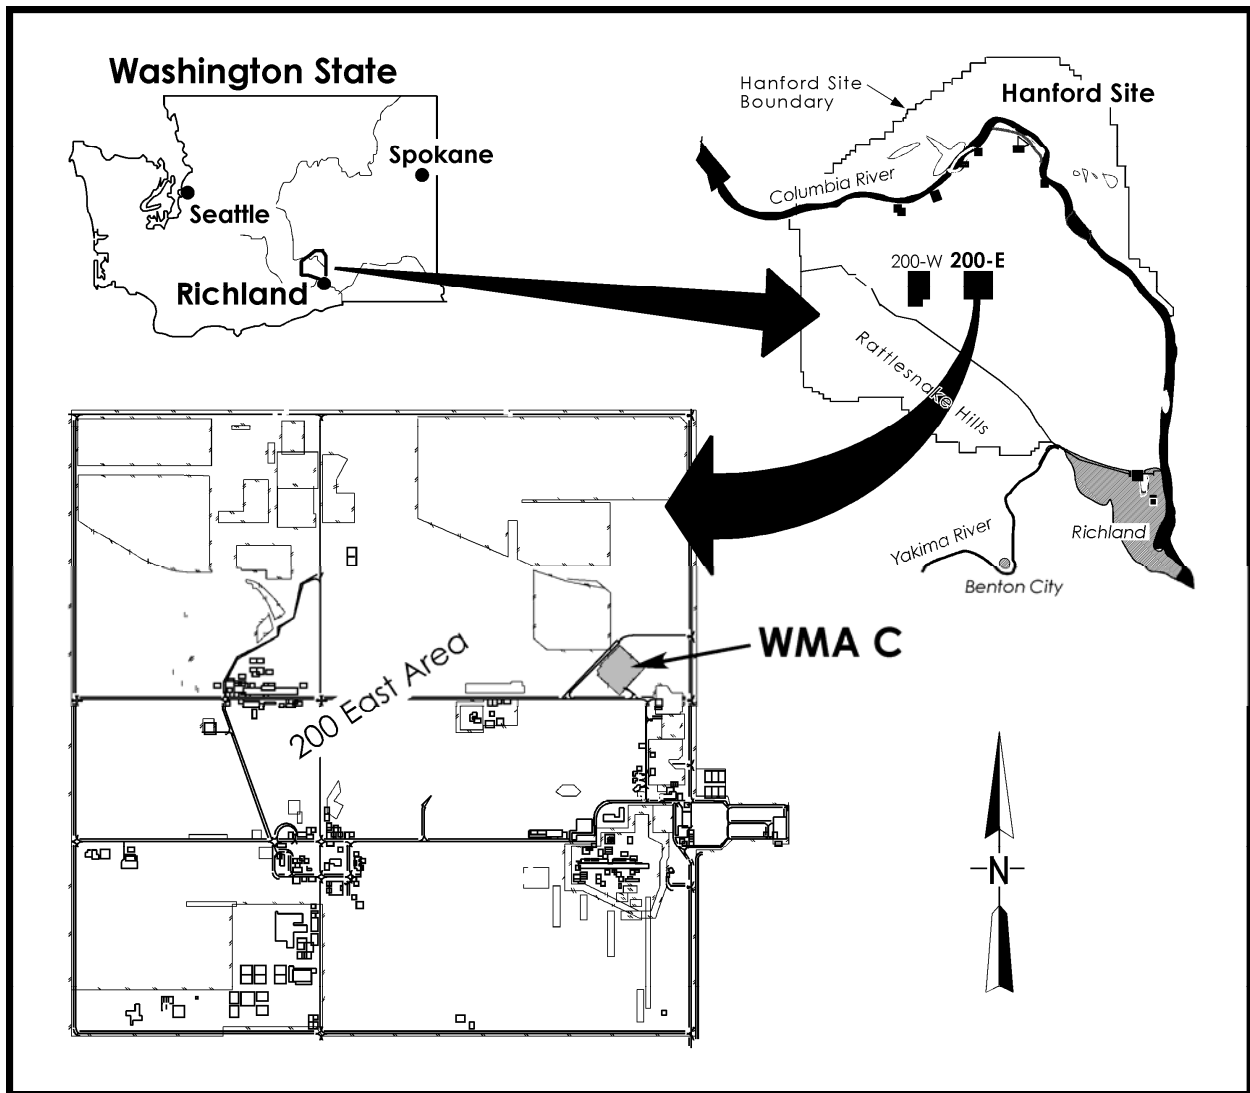 Washington State
Spokane
Seattle
Richland
Hanford Site
Boundary
Hanford Site
Columbia River
200-W
200-E
Rattlesnake Hills
Yakima River
Richland
Benton City
WMA C
200 East Area
N